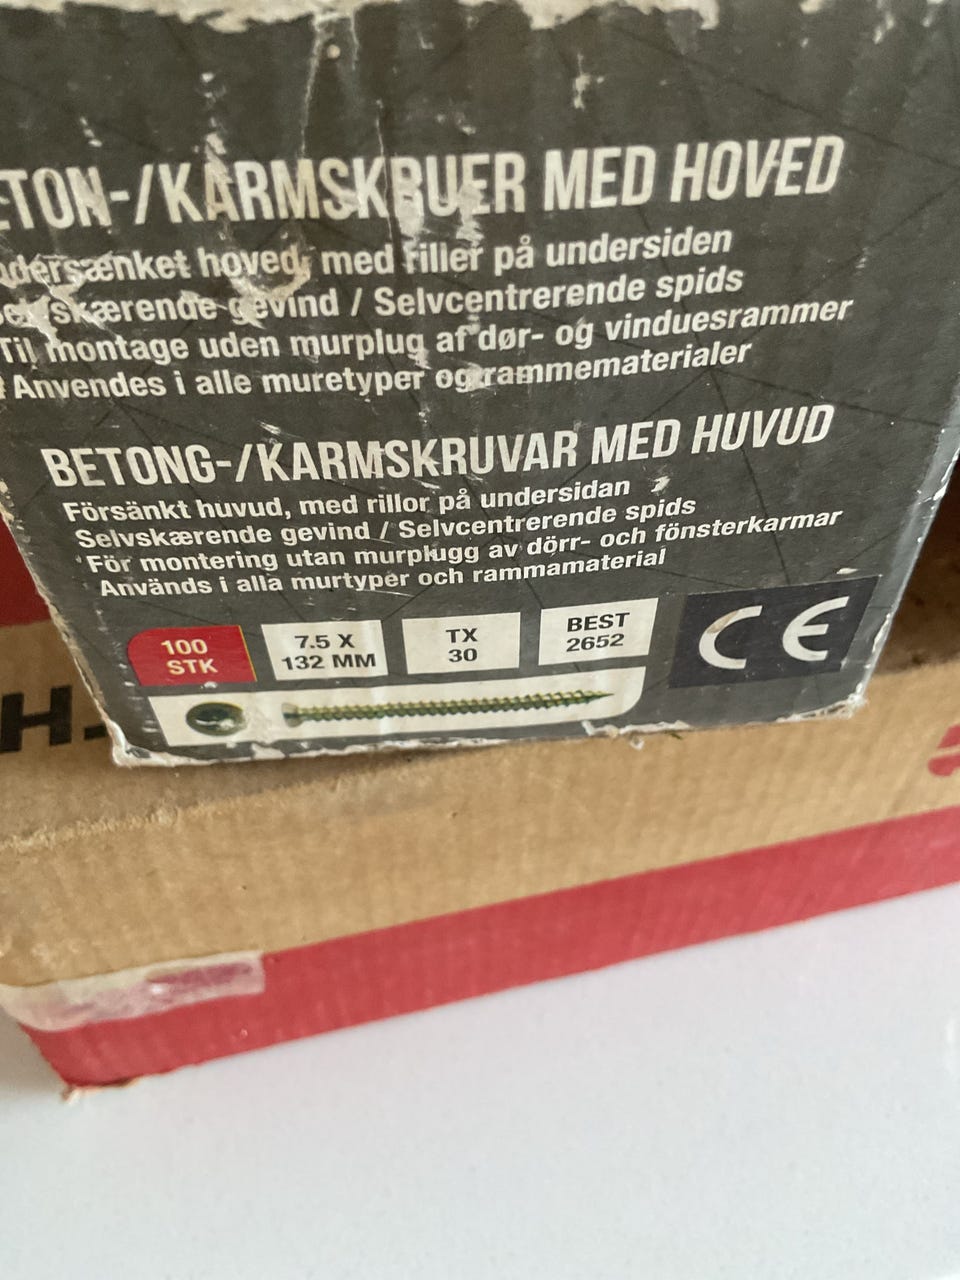 ETON-/KARMSKRUER MED HOVED
dersænket hoved, med riller på undersiden
skærende gevind / Selvcentrerende spids
Til montage uden murplug af dør- og vinduesrammer
Anvendes i alle muretyper og rammematerialer
BETONG-/KARMSKRUVAR MED HUVUD
Försänkt huvud, med rillor på undersidan
Selvskærende gevind / Selvcentrerende spids
För montering utan murplugg av dörr- och fönsterkarmar
Används i alla murtyper och rammamaterial
100
STK
7.5 X
132 MM
TX
30
BEST
2652
CE
H.